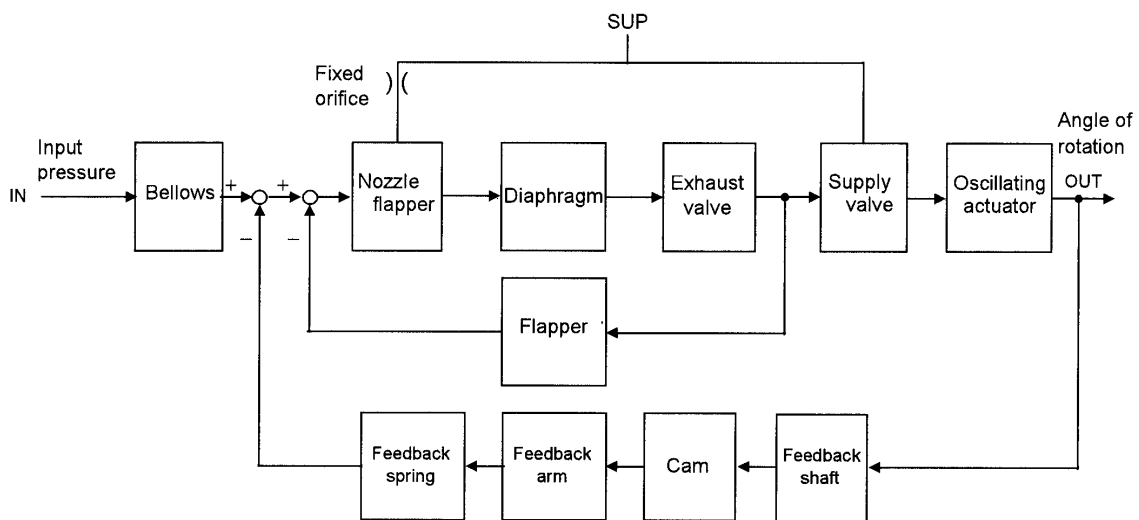 SUP
Fixed
orifice
) (
Angle of
rotation
Input
pressure
IN
Bellows
+
+
Nozzle
flapper
Diaphragm
Exhaust
valve
Supply
valve
Oscillating
actuator
OUT
−
−
Flapper
Feedback
spring
Feedback
arm
Cam
Feedback
shaft